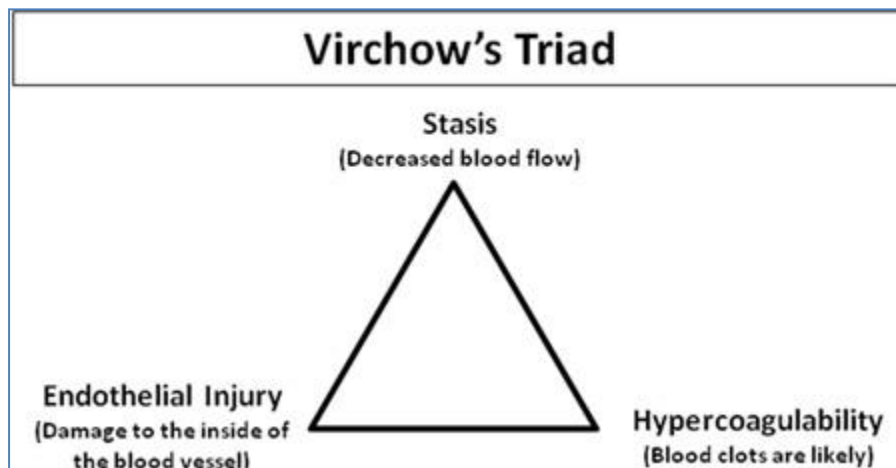 Virchow's Triad
Stasis
(Decreased blood flow)
Endothelial Injury
(Damage to the inside of
the blood vessel)
Hypercoagulability
(Blood clots are likely)